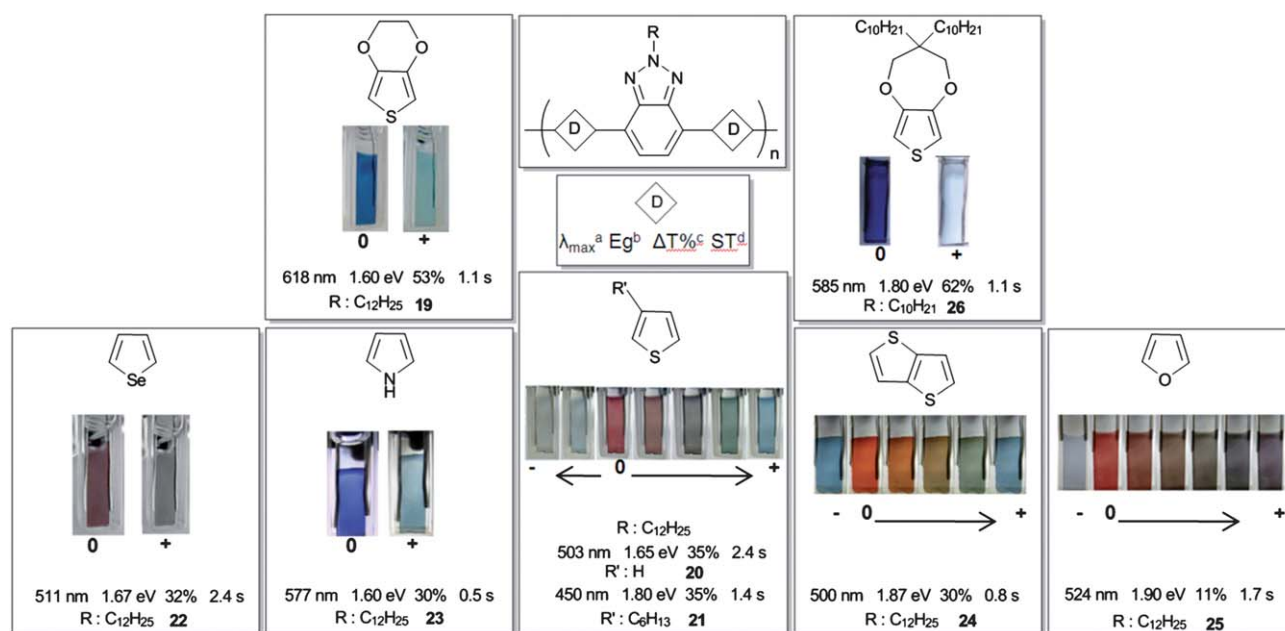 O O
S
0 +
618 nm 1.60 eV 53% 1.1 s
R : C₁₂H₂₅ 19
R
N
N N
D D
n
D
λmaxᵃ Egᵇ ΔT%ᶜ STᵈ
C₁₀H₂₁ C₁₀H₂₁
O O
S
0 +
585 nm 1.80 eV 62% 1.1 s
R : C₁₀H₂₁ 26
Se
0 +
511 nm 1.67 eV 32% 2.4 s
R : C₁₂H₂₅ 22
N
H
0 +
577 nm 1.60 eV 30% 0.5 s
R : C₁₂H₂₅ 23
R'
S
- 0 +
R : C₁₂H₂₅
503 nm 1.65 eV 35% 2.4 s
R' : H 20
450 nm 1.80 eV 35% 1.4 s
R' : C₆H₁₃ 21
S
S
- 0 +
500 nm 1.87 eV 30% 0.8 s
R : C₁₂H₂₅ 24
O
- 0 +
524 nm 1.90 eV 11% 1.7 s
R : C₁₂H₂₅ 25